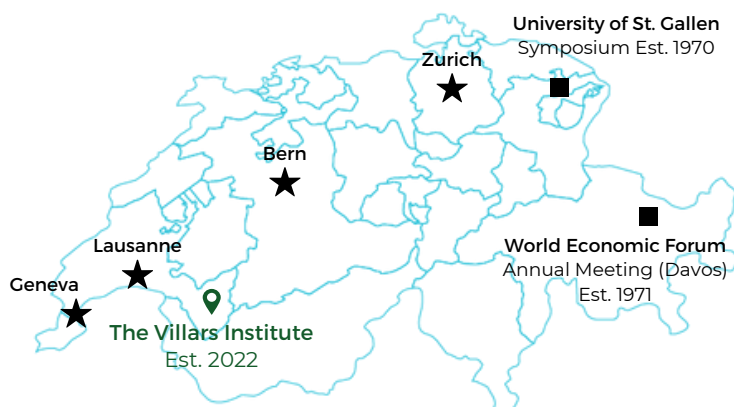 University of St. Gallen
Symposium Est. 1970
Zurich
Bern
Lausanne
Geneva
World Economic Forum
Annual Meeting (Davos)
Est. 1971
The Villars Institute
Est. 2022